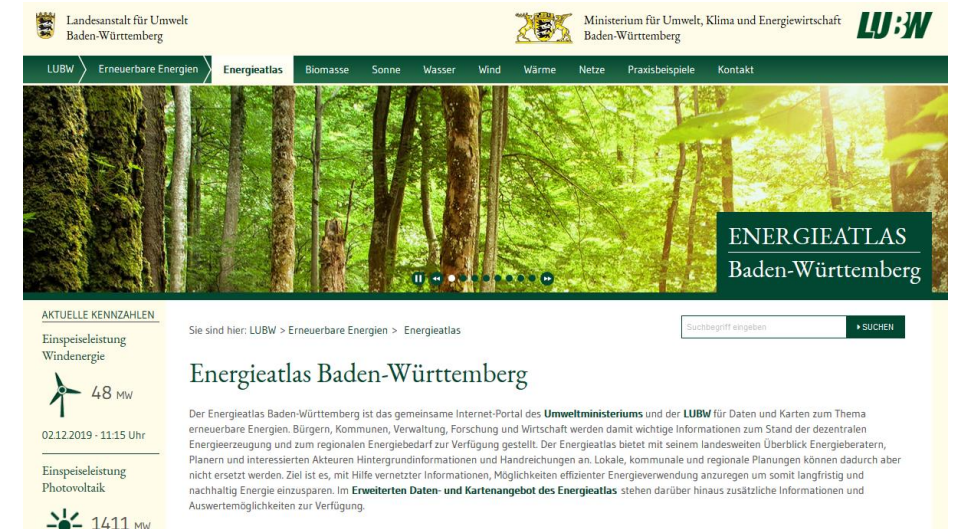 Landesanstalt für Umwelt
Baden-Württemberg
Ministerium für Umwelt, Klima und Energiewirtschaft
Baden-Württemberg
LUBW
LUBW Erneuerbare Energien Energieatlas Biomasse Sonne Wasser Wind Wärme Netze Praxisbeispiele Kontakt
ENERGIEATLAS
Baden-Württemberg
AKTUELLE KENNZAHLEN
Einspeiseleistung
Windenergie
48 MW
02.12.2019 - 11:15 Uhr
Einspeiseleistung
Photovoltaik
1411 MW
Sie sind hier: LUBW > Erneuerbare Energien > Energieatlas
Suchbegriff eingeben
SUCHEN
Energieatlas Baden-Württemberg
Der Energieatlas Baden-Württemberg ist das gemeinsame Internet-Portal des Umweltministeriums und der LUBW für Daten und Karten zum Thema
erneuerbare Energien. Bürgern, Kommunen, Verwaltung, Forschung und Wirtschaft werden damit wichtige Informationen zum Stand der dezentralen
Energieerzeugung und zum regionalen Energiebedarf zur Verfügung gestellt. Der Energieatlas bietet mit seinem landesweiten Überblick Energieberatern,
Planern und interessierten Akteuren Hintergrundinformationen und Handreichungen an. Lokale, kommunale und regionale Planungen können dadurch aber
nicht ersetzt werden. Ziel ist es, mit Hilfe vernetzter Informationen, Möglichkeiten effizienter Energieverwendung anzuregen um somit langfristig und
nachhaltig Energie einzusparen. Im Erweiterten Daten- und Kartenangebot des Energieatlas stehen darüber hinaus zusätzliche Informationen und
Auswertemöglichkeiten zur Verfügung.